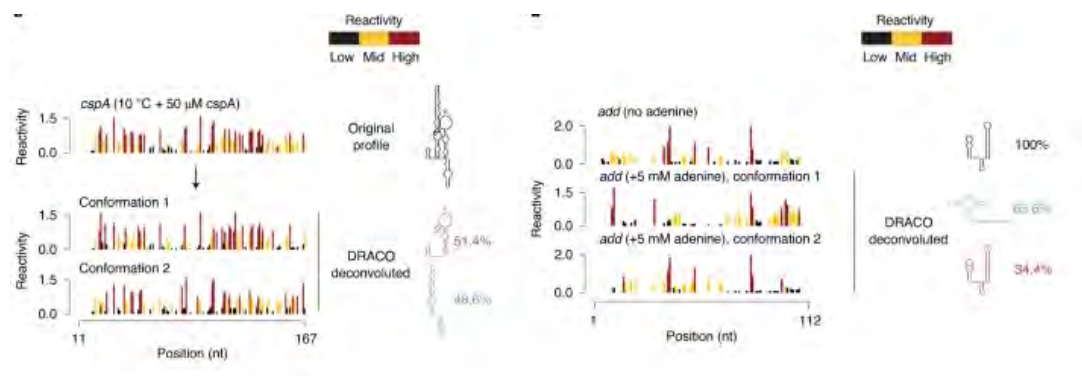 Reactivity
Low Mid High
cspA (10 °C + 50 μM cspA)
1.5
0.0
Reactivity
Original
profile
Conformation 1
1.5
0.0
Reactivity
Conformation 2
1.5
0.0
DRACO
deconvoluted
51.4%
48.6%
11
167
Position (nt)
Reactivity
Low Mid High
add (no adenine)
2.0
0.0
100%
add (+5 mM adenine), conformation 1
1.5
0.0
Reactivity
DRACO
deconvoluted
65.6%
add (+5 mM adenine), conformation 2
2.0
0.0
34.4%
1
112
Position (nt)